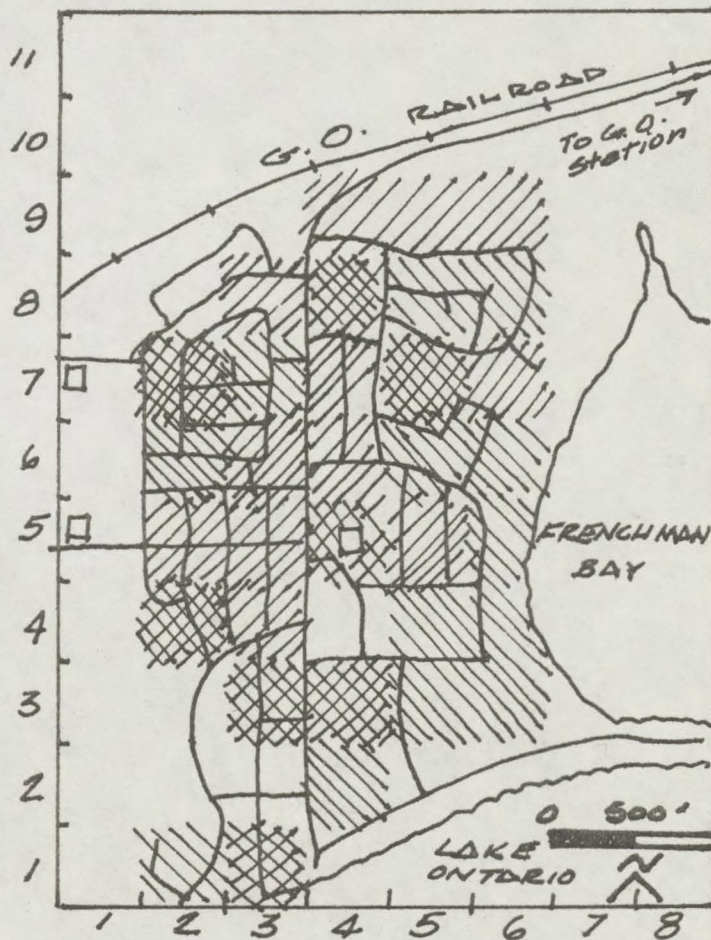 11
10
9
8
7
6
5
4
3
2
1
G.O. RAILROAD
To G.O.
Station
FRENCHMAN
BAY
0 500'
LAKE
ONTARIO
N
1 2 3 4 5 6 7 8